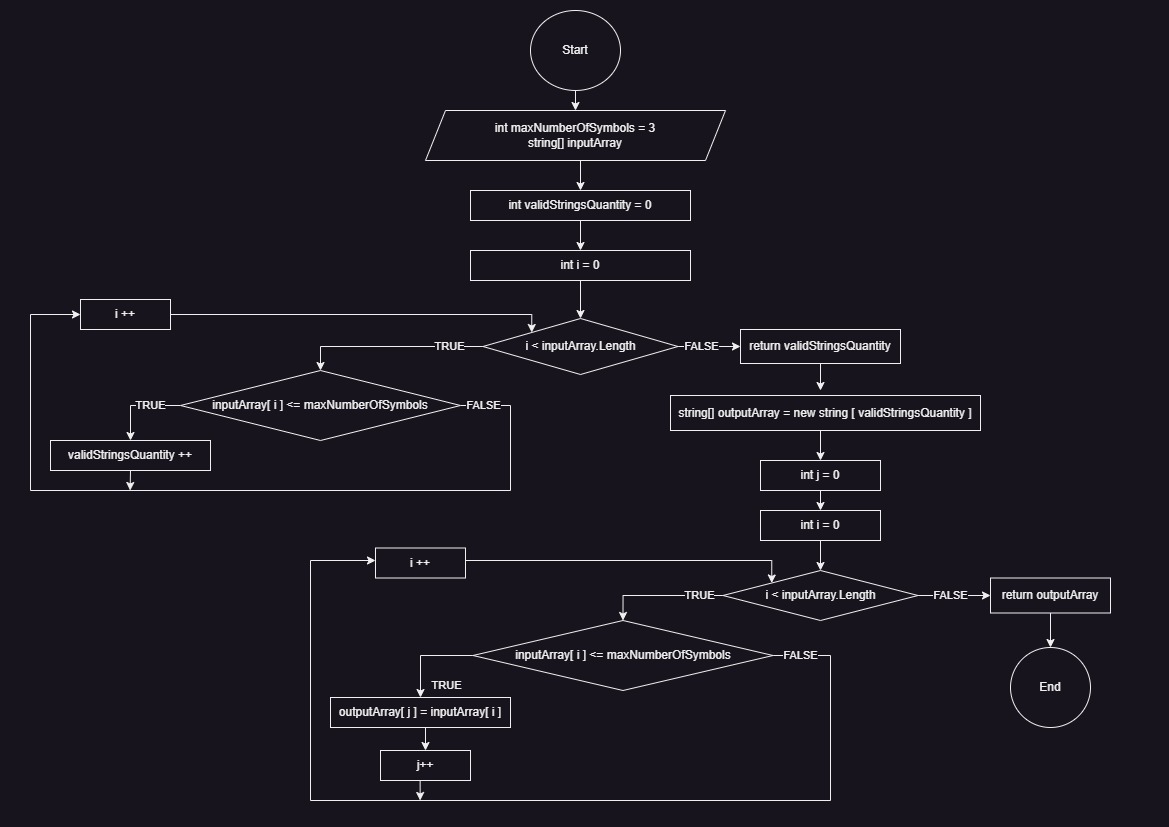 Start
int maxNumberOfSymbols = 3
string[] inputArray
int validStringsQuantity = 0
int i = 0
i ++
i < inputArray.Length
TRUE
FALSE
return validStringsQuantity
inputArray[ i ] <= maxNumberOfSymbols
TRUE
FALSE
validStringsQuantity ++
string[] outputArray = new string [ validStringsQuantity ]
int j = 0
int i = 0
i ++
i < inputArray.Length
TRUE
FALSE
return outputArray
inputArray[ i ] <= maxNumberOfSymbols
FALSE
TRUE
outputArray[ j ] = inputArray[ i ]
j++
End